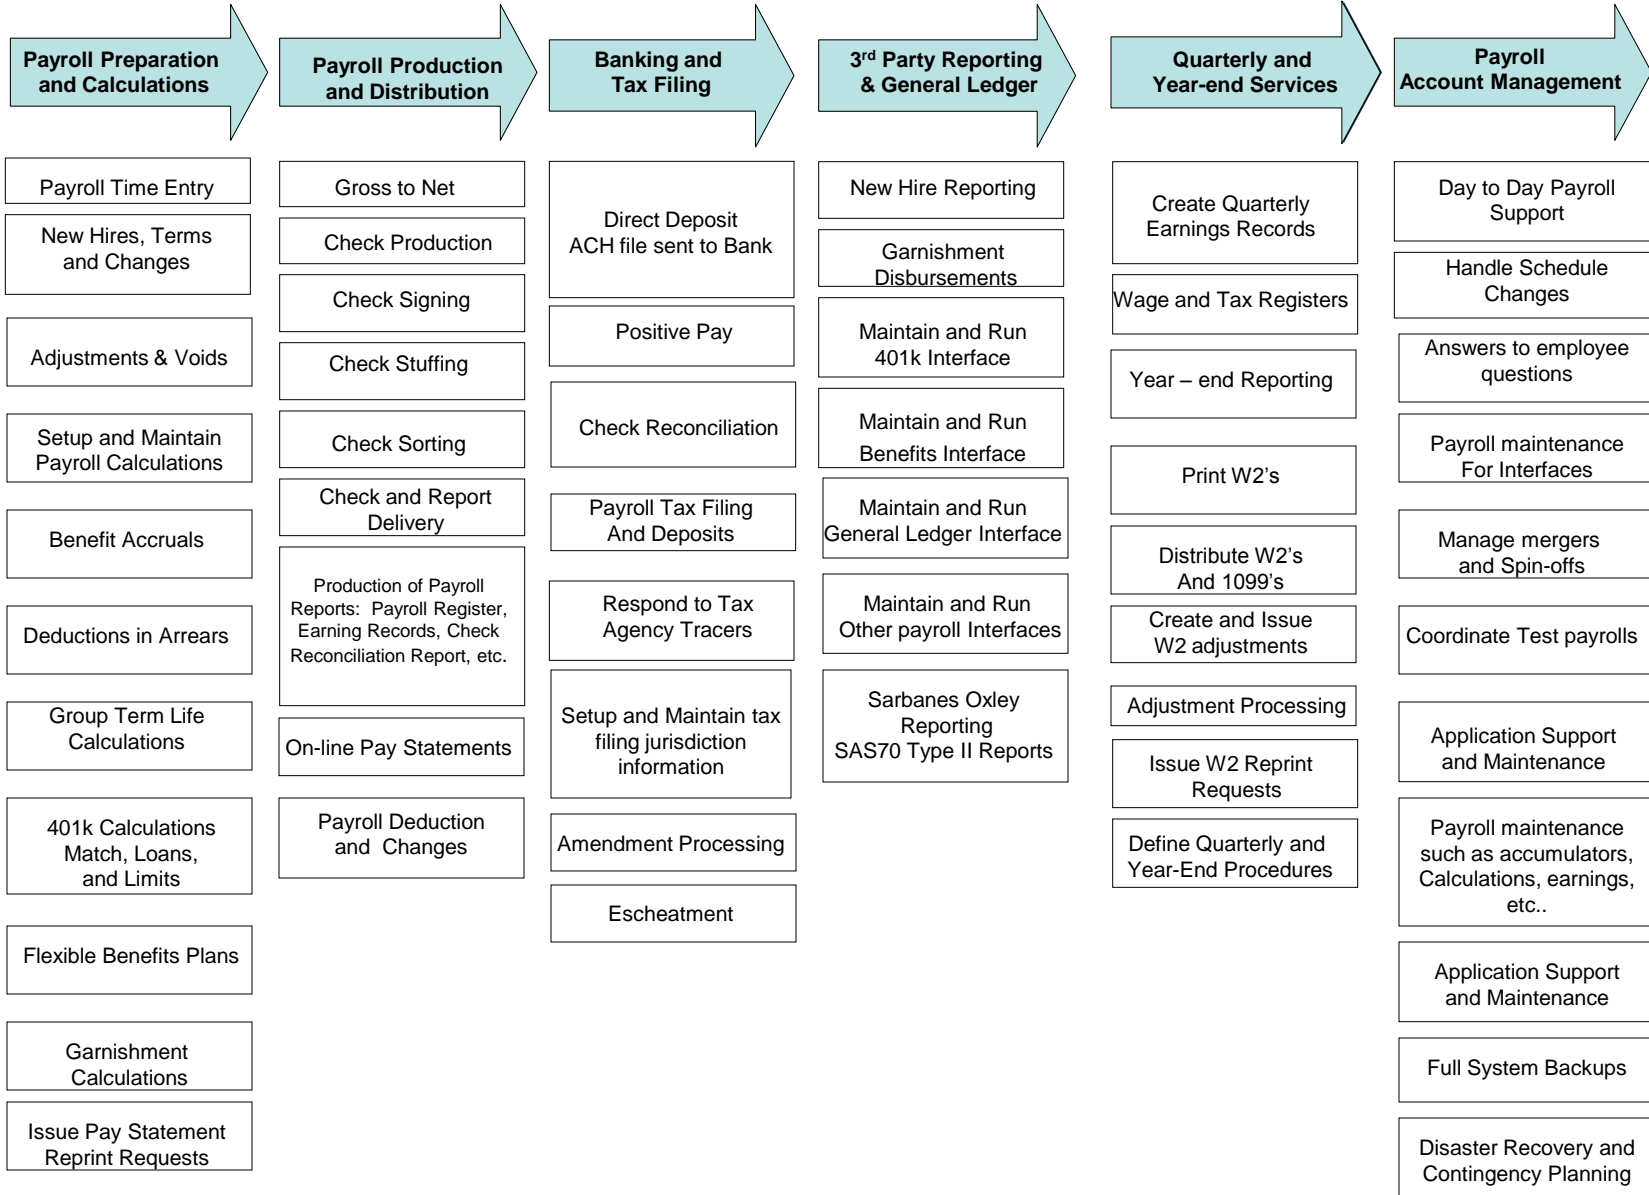 Payroll Preparation
and Calculations
Payroll Production
and Distribution
Banking and
Tax Filing
3rd Party Reporting
& General Ledger
Quarterly and
Year-end Services
Payroll
Account Management
Payroll Time Entry
New Hires, Terms
and Changes
Adjustments & Voids
Setup and Maintain
Payroll Calculations
Benefit Accruals
Deductions in Arrears
Group Term Life
Calculations
401k Calculations
Match, Loans,
and Limits
Flexible Benefits Plans
Garnishment
Calculations
Issue Pay Statement
Reprint Requests
Gross to Net
Check Production
Check Signing
Check Stuffing
Check Sorting
Check and Report
Delivery
Production of Payroll
Reports: Payroll Register,
Earning Records, Check
Reconciliation Report, etc.
On-line Pay Statements
Payroll Deduction
and Changes
Direct Deposit
ACH file sent to Bank
Positive Pay
Check Reconciliation
Payroll Tax Filing
And Deposits
Respond to Tax
Agency Tracers
Setup and Maintain tax
filing jurisdiction
information
Amendment Processing
Escheatment
New Hire Reporting
Garnishment
Disbursements
Maintain and Run
401k Interface
Maintain and Run
Benefits Interface
Maintain and Run
General Ledger Interface
Maintain and Run
Other payroll Interfaces
Sarbanes Oxley
Reporting
SAS70 Type II Reports
Create Quarterly
Earnings Records
Wage and Tax Registers
Year – end Reporting
Print W2's
Distribute W2's
And 1099's
Create and Issue
W2 adjustments
Adjustment Processing
Issue W2 Reprint
Requests
Define Quarterly and
Year-End Procedures
Day to Day Payroll
Support
Handle Schedule
Changes
Answers to employee
questions
Payroll maintenance
For Interfaces
Manage mergers
and Spin-offs
Coordinate Test payrolls
Application Support
and Maintenance
Payroll maintenance
such as accumulators,
Calculations, earnings,
etc..
Application Support
and Maintenance
Full System Backups
Disaster Recovery and
Contingency Planning